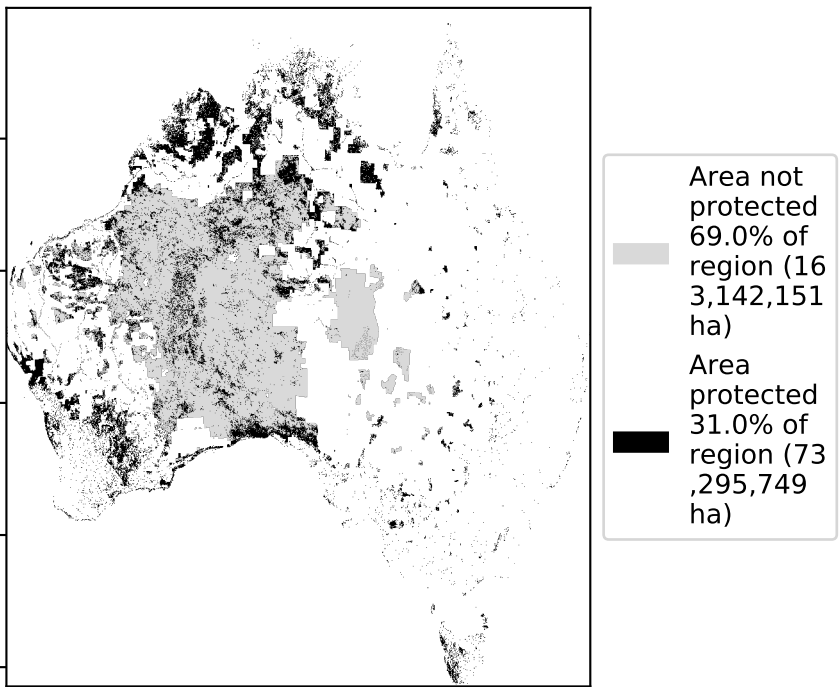 Area not
protected
69.0% of
region (16
3,142,151
ha)
Area
protected
31.0% of
region (73
,295,749
ha)